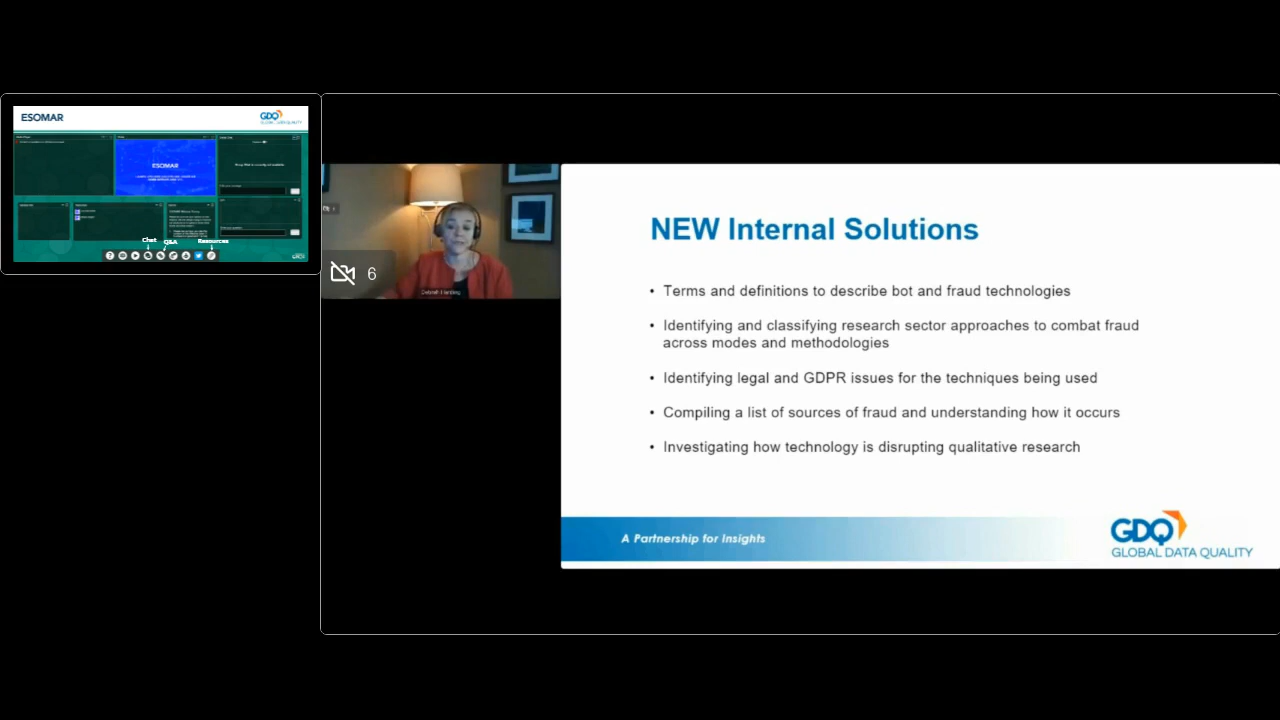 ESOMAR
GDQ
GLOBAL DATA QUALITY
ESOMAR
Chat
Q&A
Resources
6
NEW Internal Solutions
• Terms and definitions to describe bot and fraud technologies
• Identifying and classifying research sector approaches to combat fraud
across modes and methodologies
• Identifying legal and GDPR issues for the techniques being used
• Compiling a list of sources of fraud and understanding how it occurs
• Investigating how technology is disrupting qualitative research
A Partnership for Insights
GDQ
GLOBAL DATA QUALITY